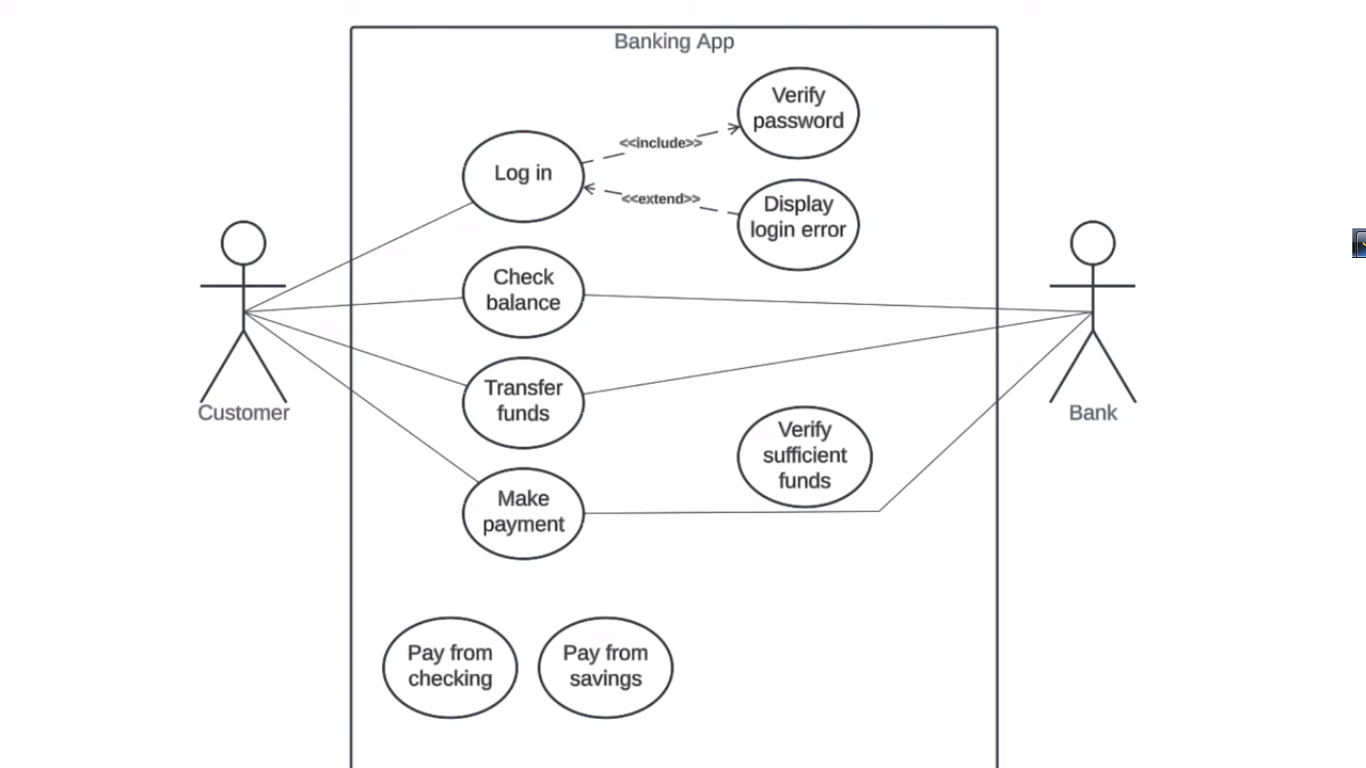 Banking App
Verify
password
<<include>>
Log in
<<extend>>
Display
login error
Check
balance
Transfer
funds
Customer
Bank
Verify
sufficient
funds
Make
payment
Pay from
checking
Pay from
savings